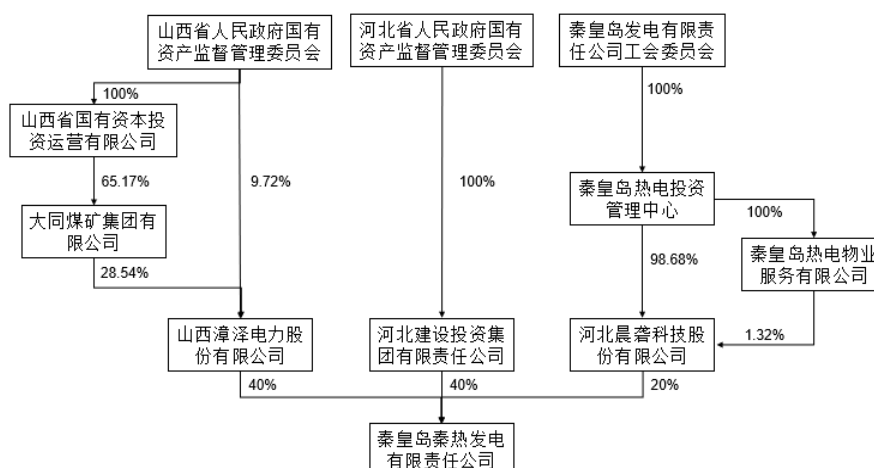 山西省人民政府国有
资产监督管理委员会
河北省人民政府国有
资产监督管理委员会
秦皇岛发电有限责
任公司工会委员会
100%
100%
山西省国有资本投
资运营有限公司
65.17%
9.72%
100%
秦皇岛热电投资
管理中心
100%
大同煤矿集团有
限公司
28.54%
98.68%
秦皇岛热电物业
服务有限公司
山西漳泽电力股
份有限公司
河北建设投资集
团有限责任公司
河北晨砻科技股
份有限公司
1.32%
40%
40%
20%
秦皇岛秦热发电
有限责任公司